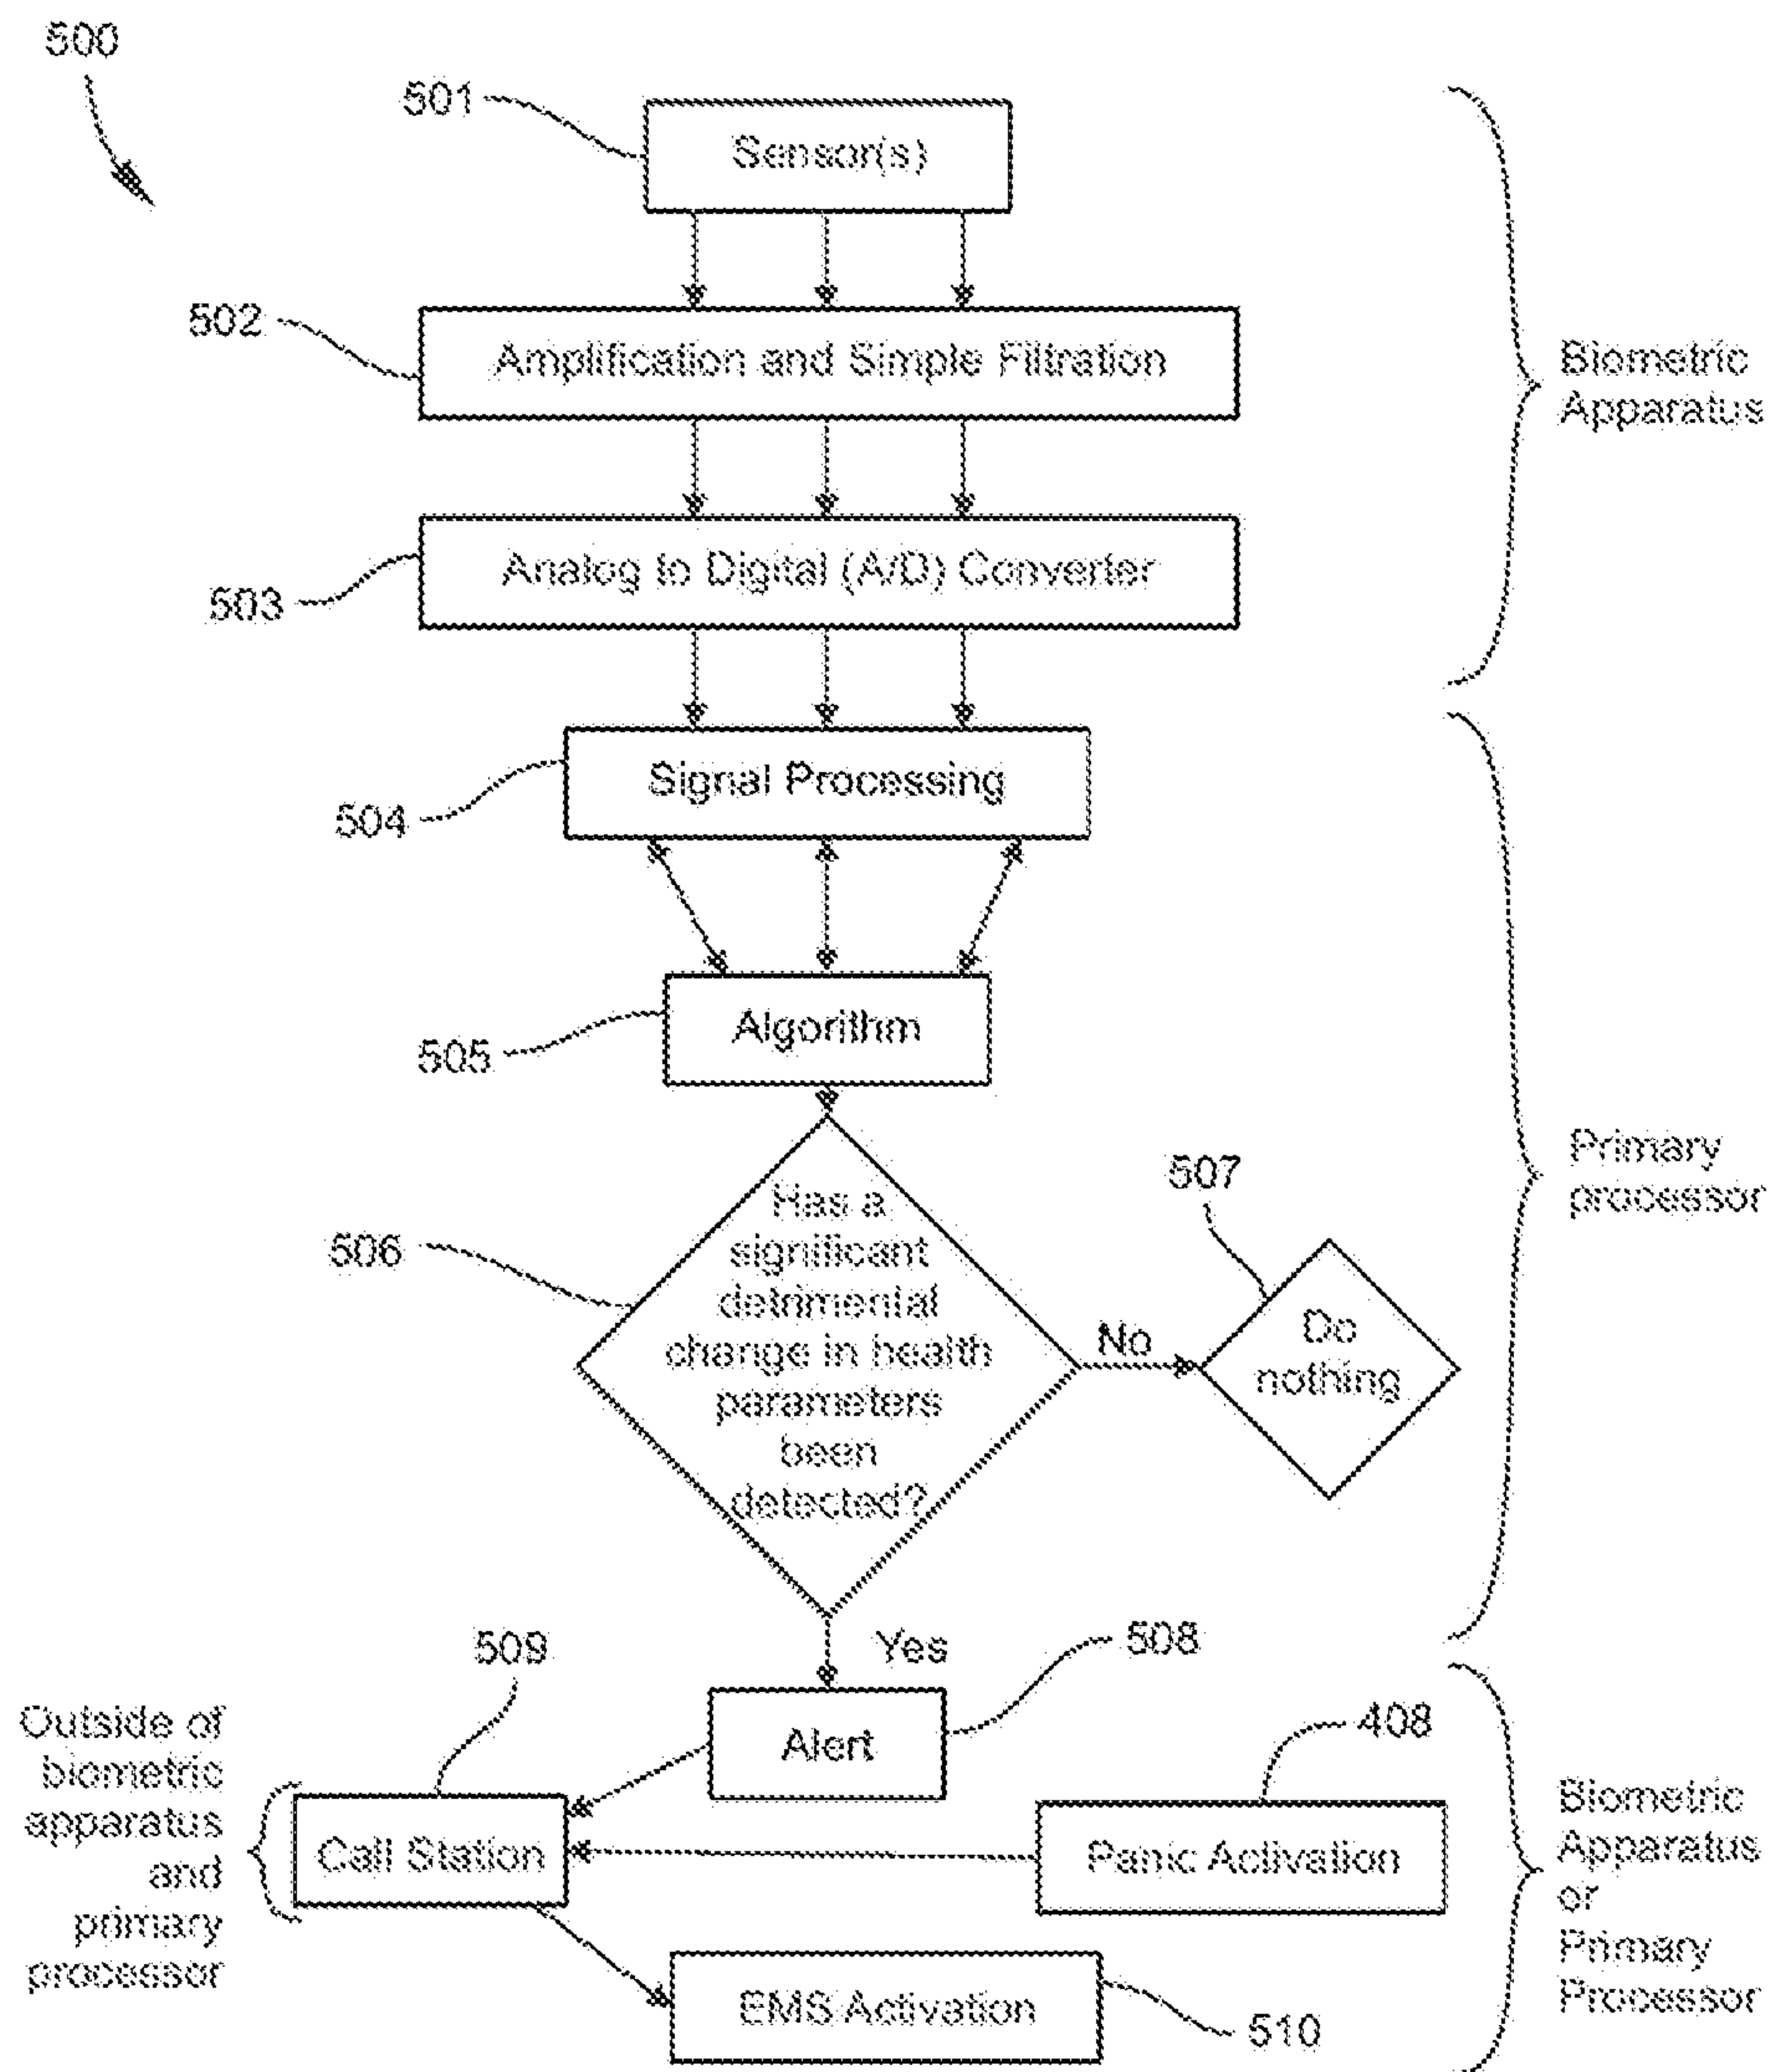 500
501
Sensor(s)
502
Amplification and Simple Filtration
Biometric
Apparatus
503
Analog to Digital (A/D) Converter
504
Signal Processing
505
Algorithm
506
Has a
significant
detrimental
change in health
parameters
been
detected?
No
507
Do
nothing
Primary
processor
Yes
508
Alert
509
Outside of
biometric
apparatus
and
primary
processor
Call Station
408
Panic Activation
Biometric
Apparatus
or
Primary
Processor
EMS Activation
510